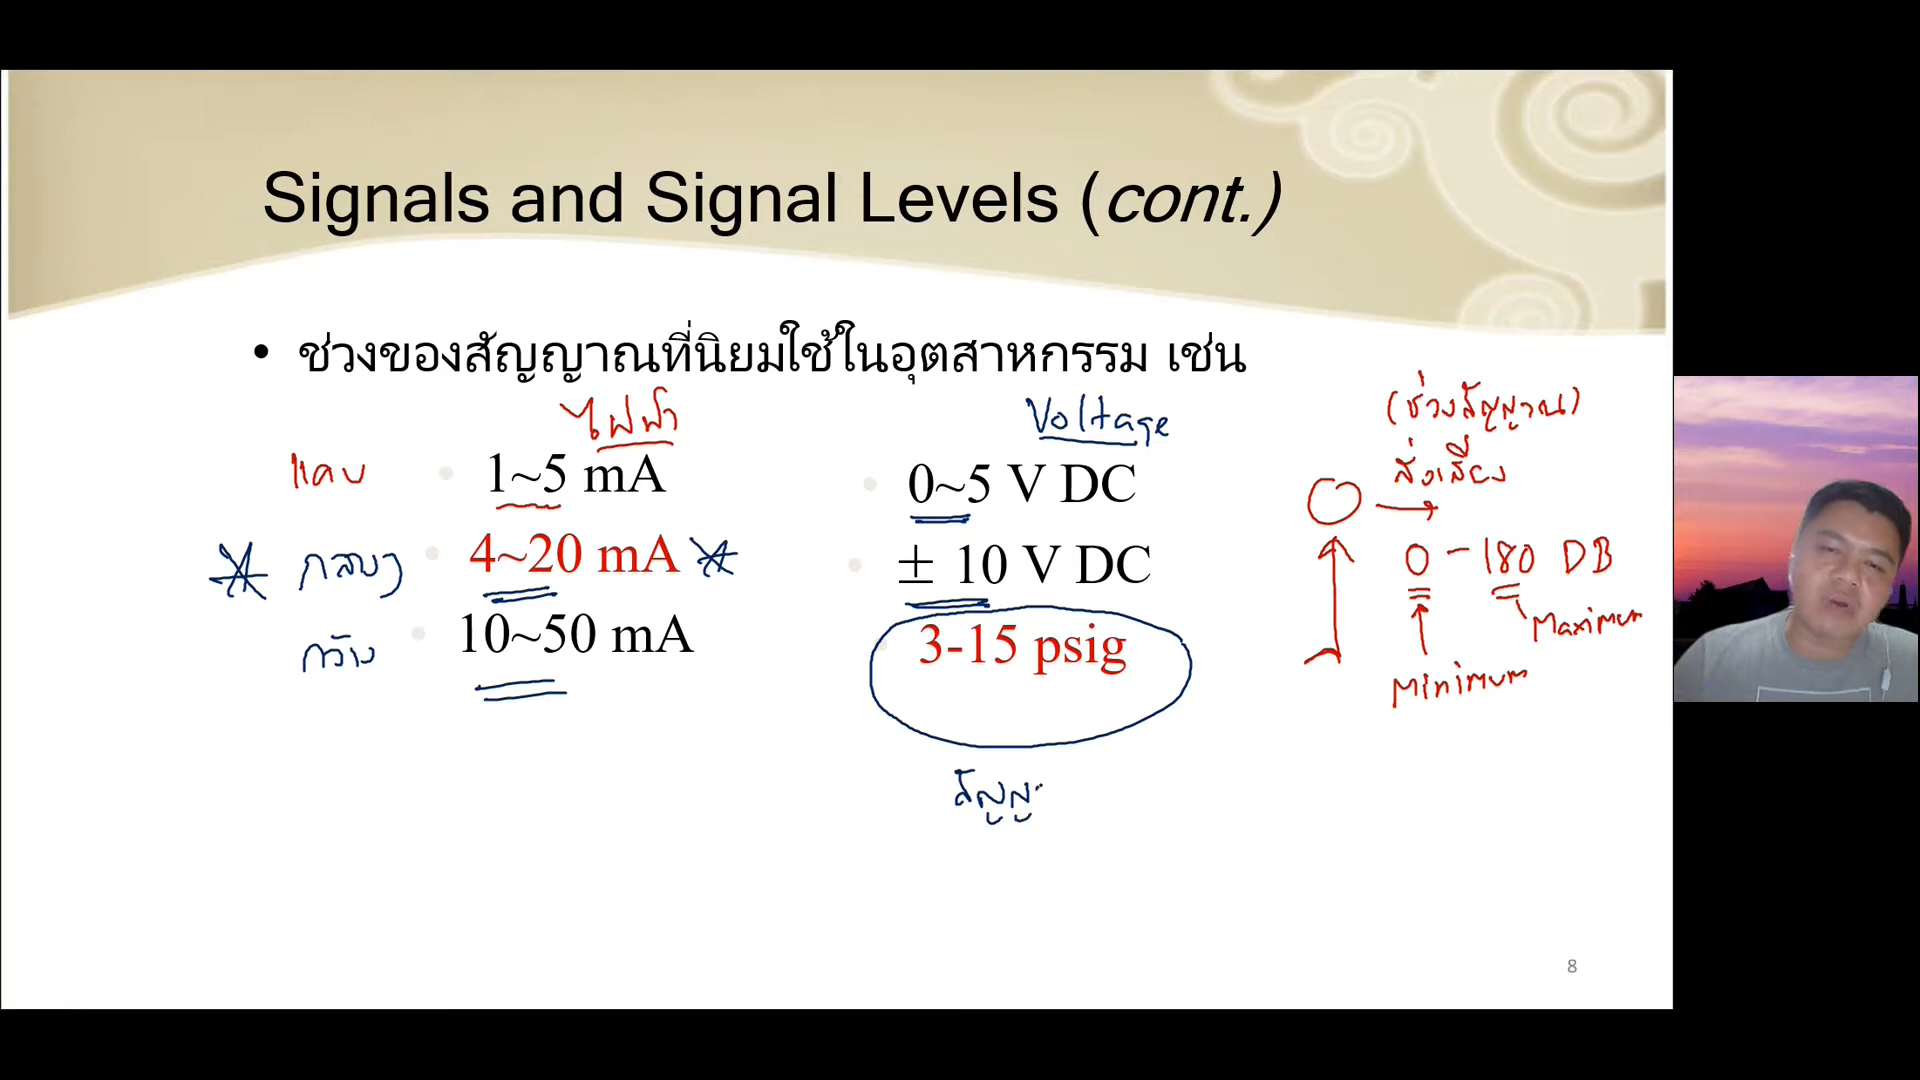 Signals and Signal Levels (cont.)
• ช่วงของสัญญาณที่นิยมใช้ในอุตสาหกรรม เช่น
ไฟฟ้า
Voltage
(ช่วงสัญญาณ)
แคบ
• 1~5 mA
• 0~5 V DC
ส่งเสียง
กลางๆ
• 4~20 mA
• ± 10 V DC
0 - 180 DB
Maximum
กว้าง
• 10~50 mA
• 3-15 psig
Minimum
สัญญ
8